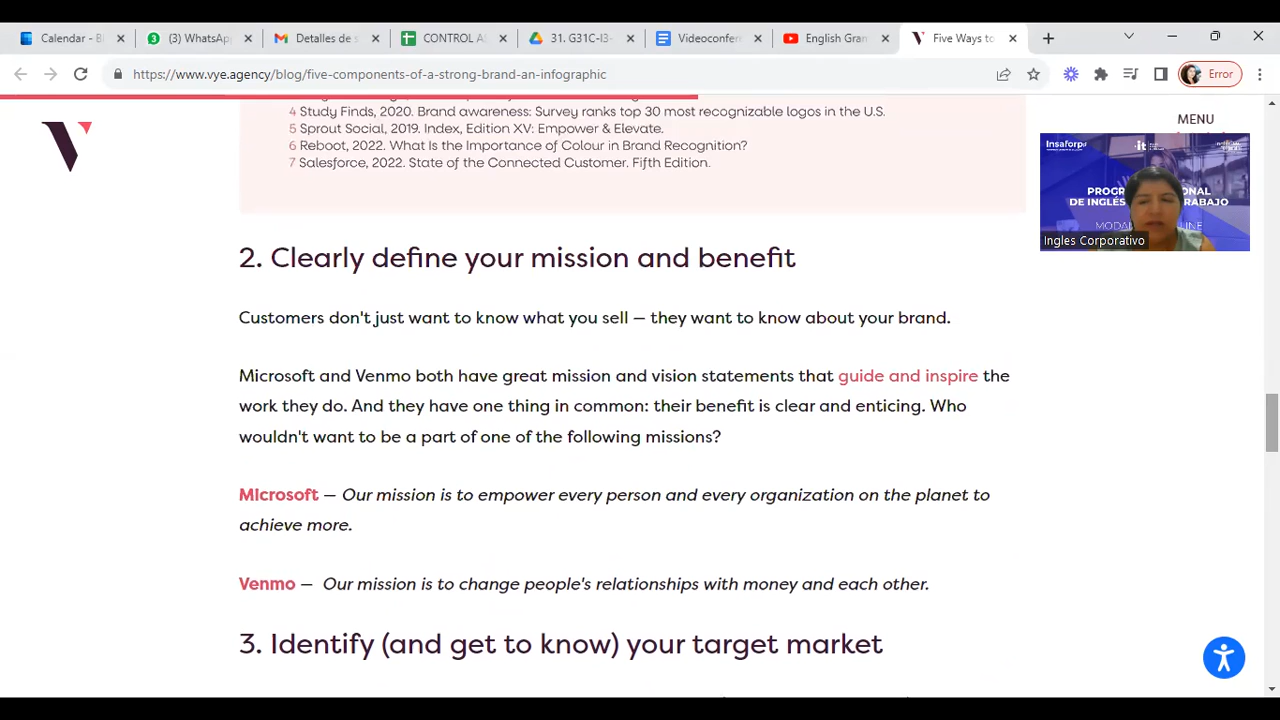 Calendar - B
(3) WhatsAp
Detalles de s
CONTROL A
31. G31C-I3-
Videoconfer
English Gran
Five Ways to
https://www.vye.agency/blog/five-components-of-a-strong-brand-an-infographic
Error
4 Study Finds, 2020. Brand awareness: Survey ranks top 30 most recognizable logos in the U.S.
5 Sprout Social, 2019. Index, Edition XV: Empower & Elevate.
6 Reboot, 2022. What Is the Importance of Colour in Brand Recognition?
7 Salesforce, 2022. State of the Connected Customer. Fifth Edition.
MENU
Insaforp
it
PROGR ONAL
DE INGLÉS RABAJO
MODA LINE
Ingles Corporativo
2. Clearly define your mission and benefit
Customers don't just want to know what you sell — they want to know about your brand.
Microsoft and Venmo both have great mission and vision statements that guide and inspire the
work they do. And they have one thing in common: their benefit is clear and enticing. Who
wouldn't want to be a part of one of the following missions?
Microsoft — Our mission is to empower every person and every organization on the planet to
achieve more.
Venmo — Our mission is to change people's relationships with money and each other.
3. Identify (and get to know) your target market